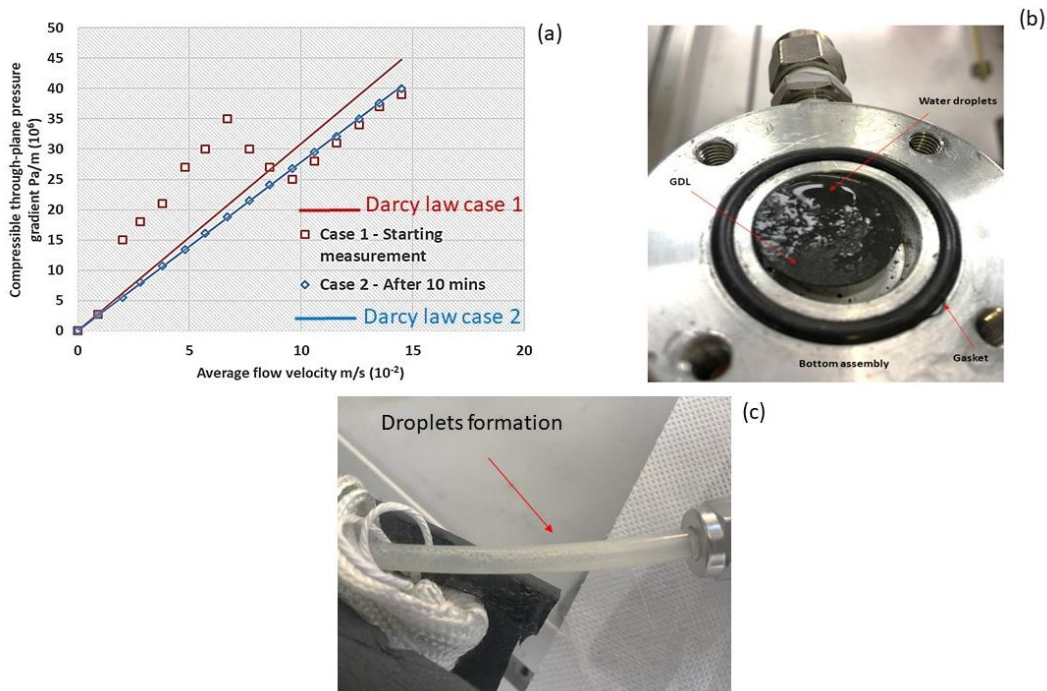 (a)
50
45
40
35
30
25
20
15
10
5
0
Compressible through-plane pressure
gradient Pa/m (10⁶)
Darcy law case 1
Case 1 - Starting
measurement
Case 2 - After 10 mins
Darcy law case 2
0 5 10 15 20
Average flow velocity m/s (10⁻²)
(b)
Water droplets
GDL
Bottom assembly
Gasket
(c)
Droplets formation